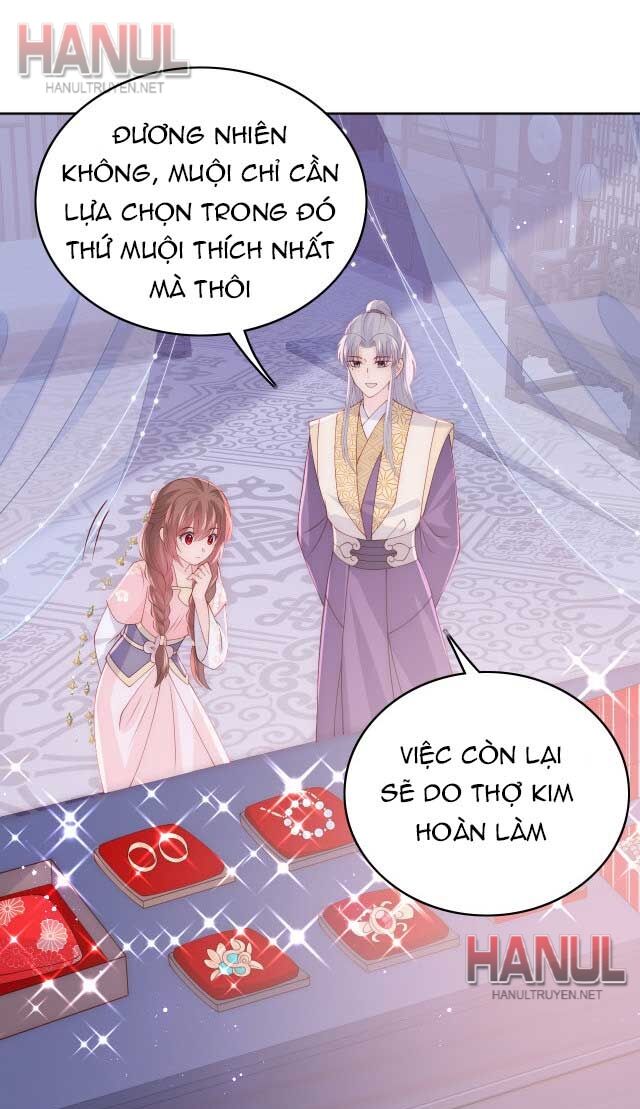 HANUL
HANULTRUYEN.NET
ĐƯƠNG NHIÊN
KHÔNG, MUỘI CHỈ CẦN
LỰA CHỌN TRONG ĐÓ
THỨ MUỘI THÍCH NHẤT
MÀ THÔI
VIỆC CÒN LẠI
SẼ DO THỢ KIM
HOÀN LÀM
HANUL
HANULTRUYEN.NET